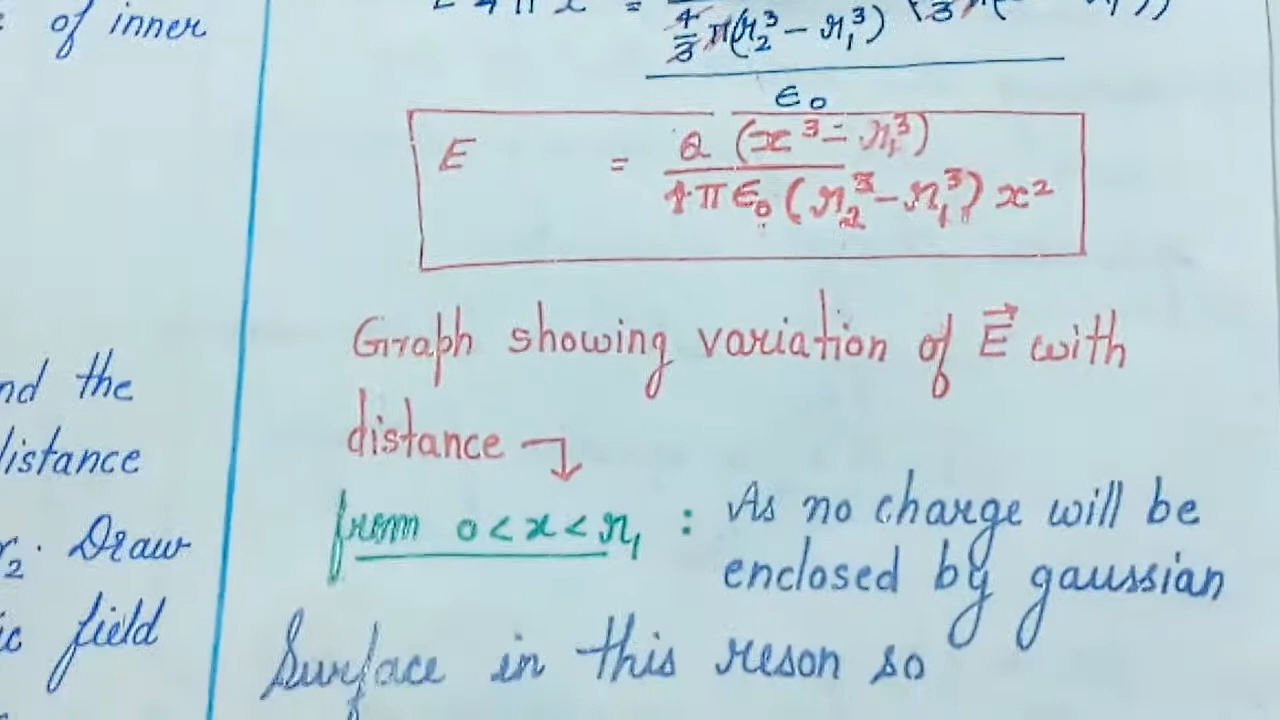 of inner
nd the
distance
r₂. Draw
ic field
4/3 π(r₂³ - r₁³)
ϵ₀
E = Q (x³ - r₁³) / 4πϵ₀ (r₂³ - r₁³) x²
Graph showing variation of E⃗ with
distance ↴
from 0 < x < r₁ : As no charge will be
enclosed by gaussian
Surface in this reson so